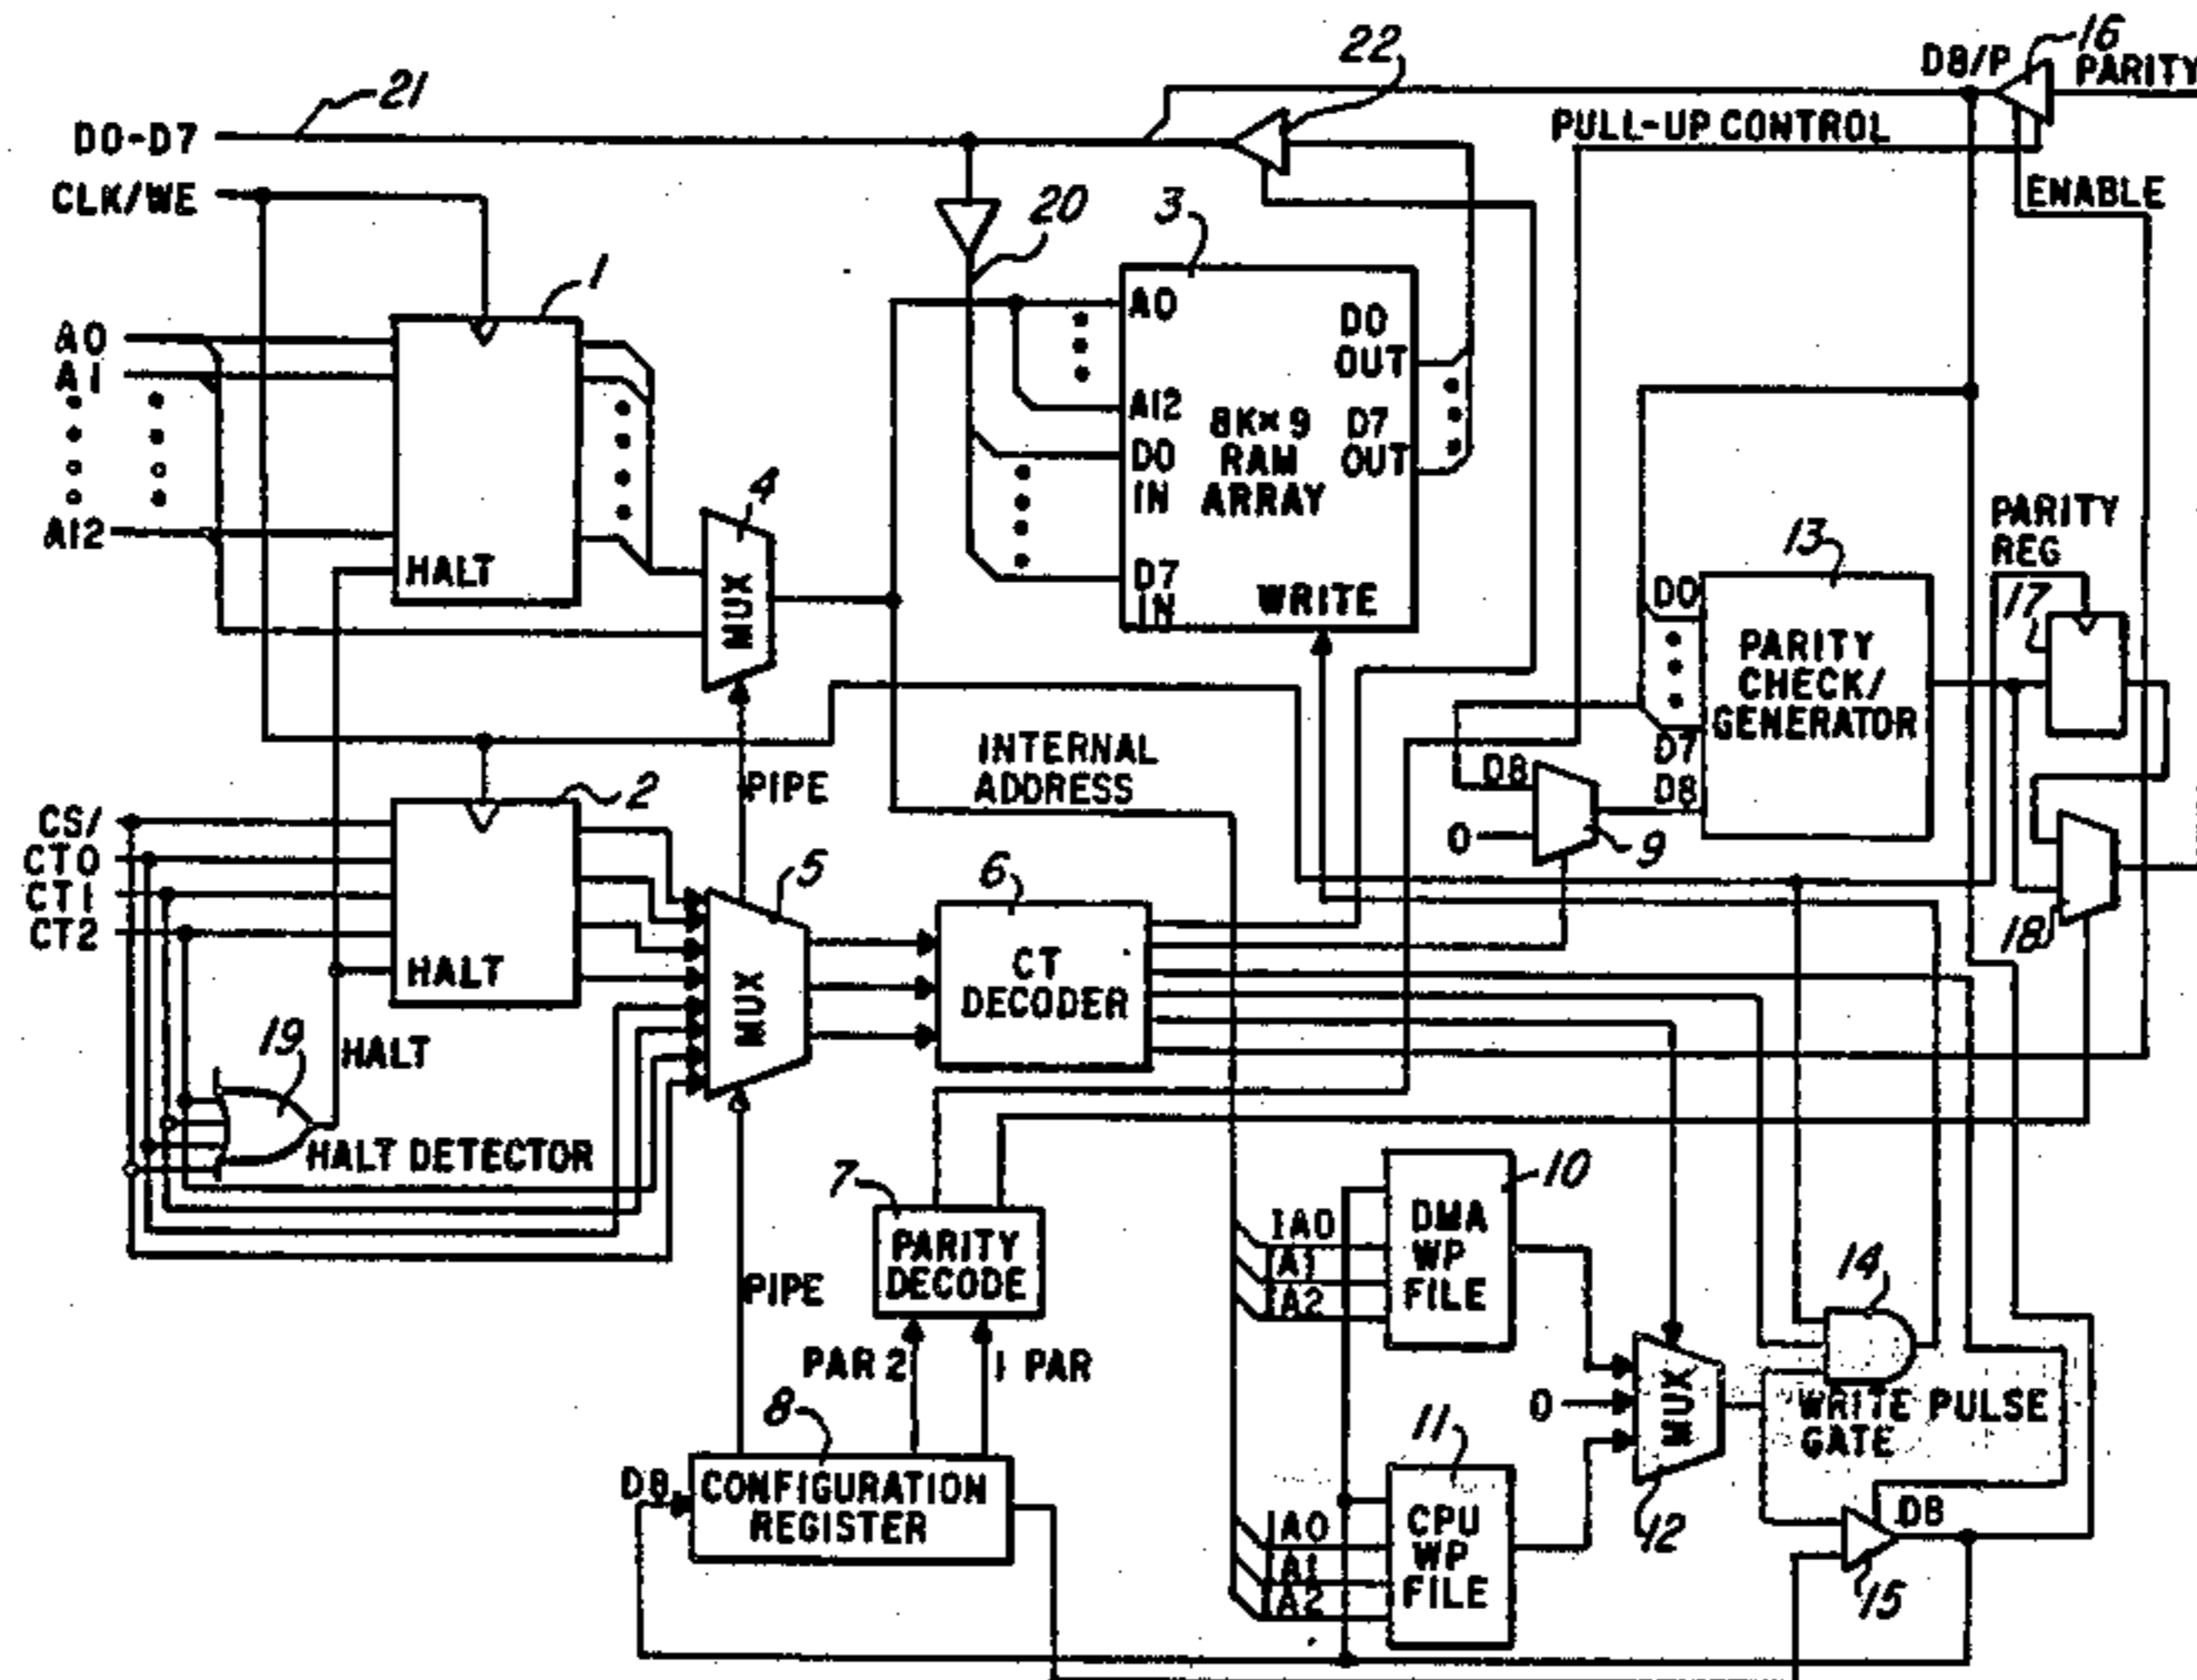 22
16
D8/P
PARITY
21
D0-D7
PULL-UP CONTROL
CLK/WE
20
3
ENABLE
1
A0
A1
A12
HALT
A0
A12
D0
IN
D7
IN
8K×9
RAM
ARRAY
D0
OUT
D7
OUT
WRITE
4
MUX
PARITY
REG
17
13
D0
D7
D8
PARITY
CHECK/
GENERATOR
INTERNAL
ADDRESS
PIPE
D8
0
9
18
CS/
CT0
CT1
CT2
2
HALT
5
MUX
6
CT
DECODER
19
HALT
HALT DETECTOR
7
PARITY
DECODE
PIPE
PAR 2
1 PAR
10
IA0
IA1
IA2
DMA
WP
FILE
14
WRITE PULSE
GATE
8
D8
CONFIGURATION
REGISTER
11
IA0
IA1
IA2
CPU
WP
FILE
0
MUX
12
D8
15